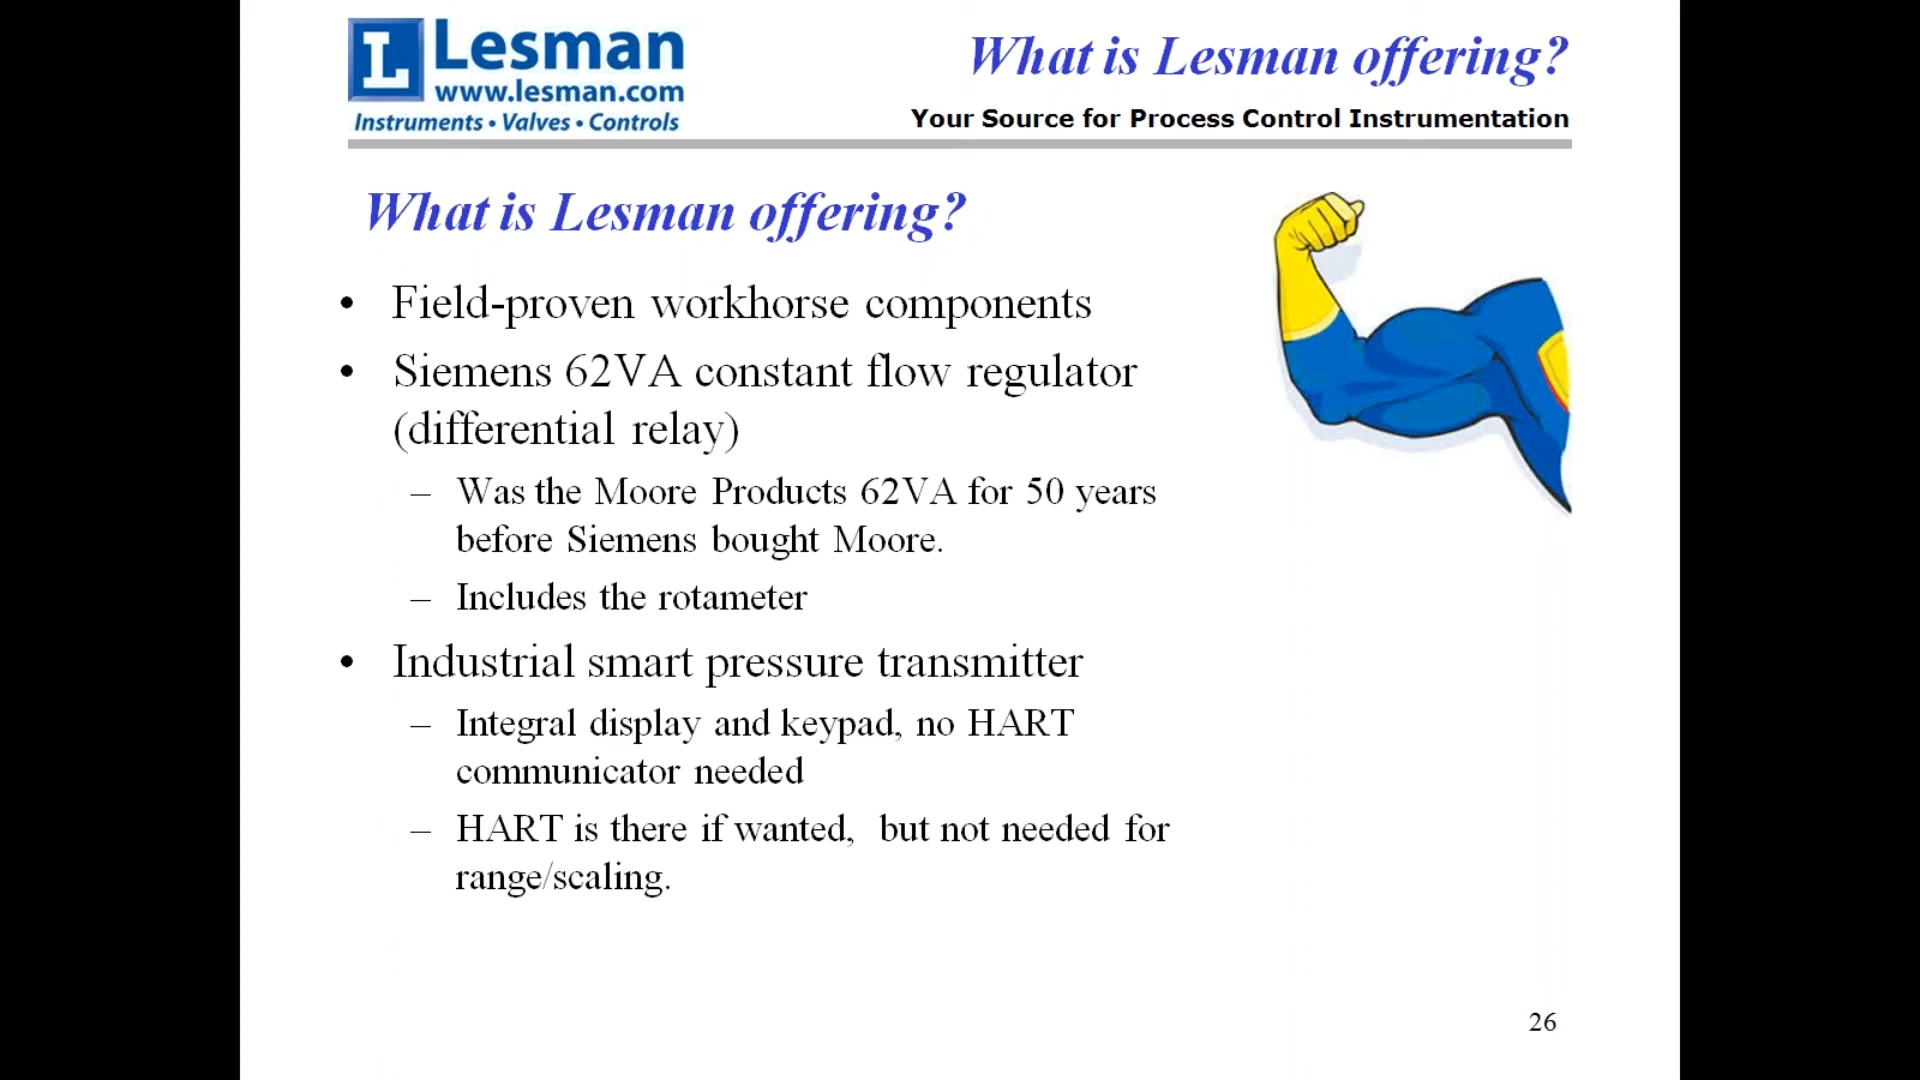 L Lesman
www.lesman.com
Instruments • Valves • Controls
What is Lesman offering?
Your Source for Process Control Instrumentation
What is Lesman offering?
• Field-proven workhorse components
• Siemens 62VA constant flow regulator
(differential relay)
– Was the Moore Products 62VA for 50 years
before Siemens bought Moore.
– Includes the rotameter
• Industrial smart pressure transmitter
– Integral display and keypad, no HART
communicator needed
– HART is there if wanted, but not needed for
range/scaling.
26